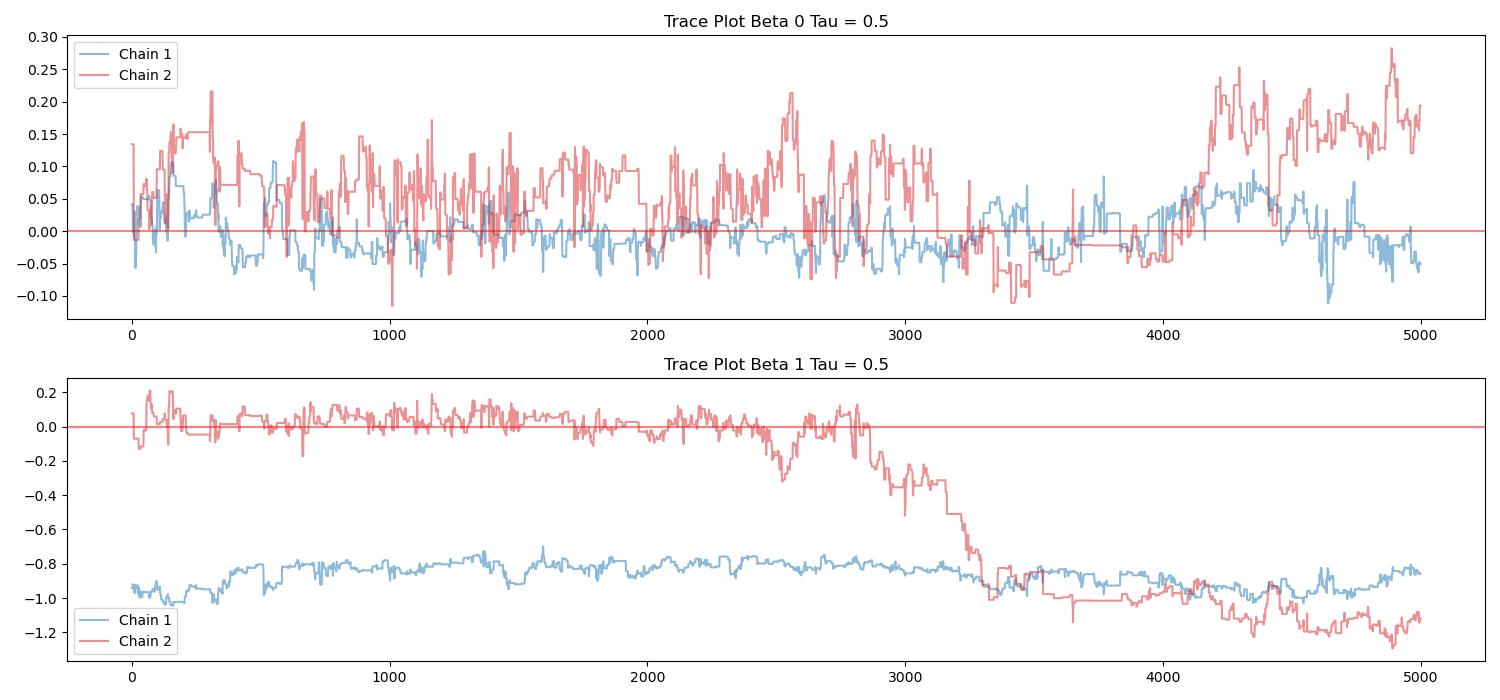 Trace Plot Beta 0 Tau = 0.5
Chain 1
Chain 2
0.30
0.25
0.20
0.15
0.10
0.05
0.00
−0.05
−0.10
0 1000 2000 3000 4000 5000
Trace Plot Beta 1 Tau = 0.5
0.2
0.0
−0.2
−0.4
−0.6
−0.8
−1.0
−1.2
Chain 1
Chain 2
0 1000 2000 3000 4000 5000